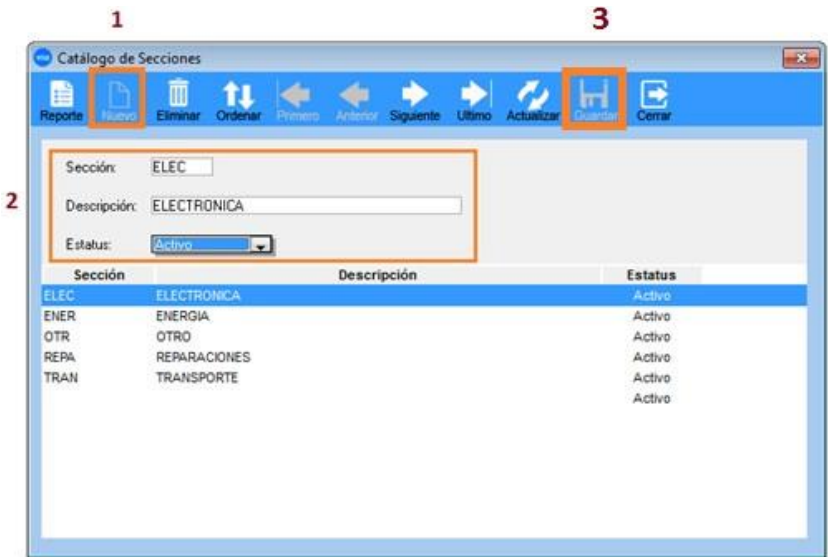 1
3
Catálogo de Secciones
Reporte Nuevo Eliminar Ordenar Primero Anterior Siguiente Ultimo Actualizar Guardar Cerrar
Sección: ELEC
2
Descripción: ELECTRONICA
Estatus: Activo
Sección Descripción Estatus
ELEC ELECTRONICA Activo
ENER ENERGIA Activo
OTR OTRO Activo
REPA REPARACIONES Activo
TRAN TRANSPORTE Activo
Activo